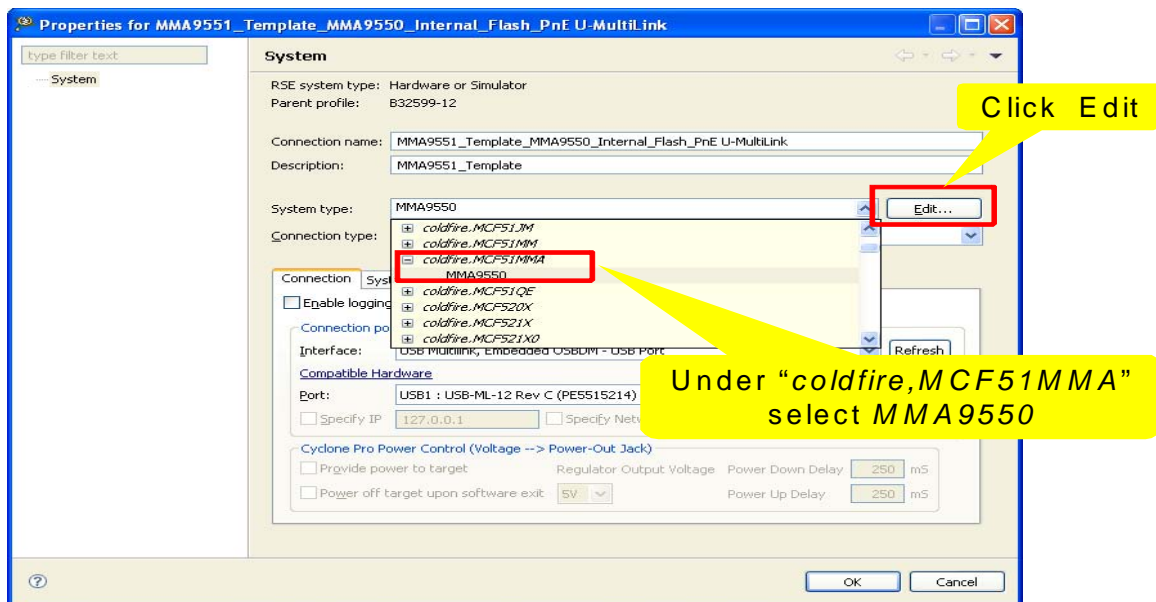 Properties for MMA9551_Template_MMA9550_Internal_Flash_PnE U-MultiLink
type filter text
System
System
RSE system type: Hardware or Simulator
Parent profile: B32599-12
Click Edit
Connection name: MMA9551_Template_MMA9550_Internal_Flash_PnE U-MultiLink
Description: MMA9551_Template
System type: MMA9550 Edit...
Connection type:
coldfire.MCF51JM
coldfire.MCF51MM
coldfire.MCF51MMA
MMA9550
coldfire.MCF51QE
coldfire.MCF520X
coldfire.MCF521X
coldfire.MCF521X0
Connection Sys
Enable logging
Connection po
Interface: USB Multilink, Embedded OSBDM - USB Port Refresh
Compatible Hardware
Port: USB1 : USB-ML-12 Rev C (PE5515214)
Under “coldfire,MCF51MMA”
select MMA9550
Specify IP 127.0.0.1 Specify Netw
Cyclone Pro Power Control (Voltage --> Power-Out Jack)
Provide power to target Regulator Output Voltage Power Down Delay 250 mS
Power off target upon software exit 5V Power Up Delay 250 mS
OK Cancel